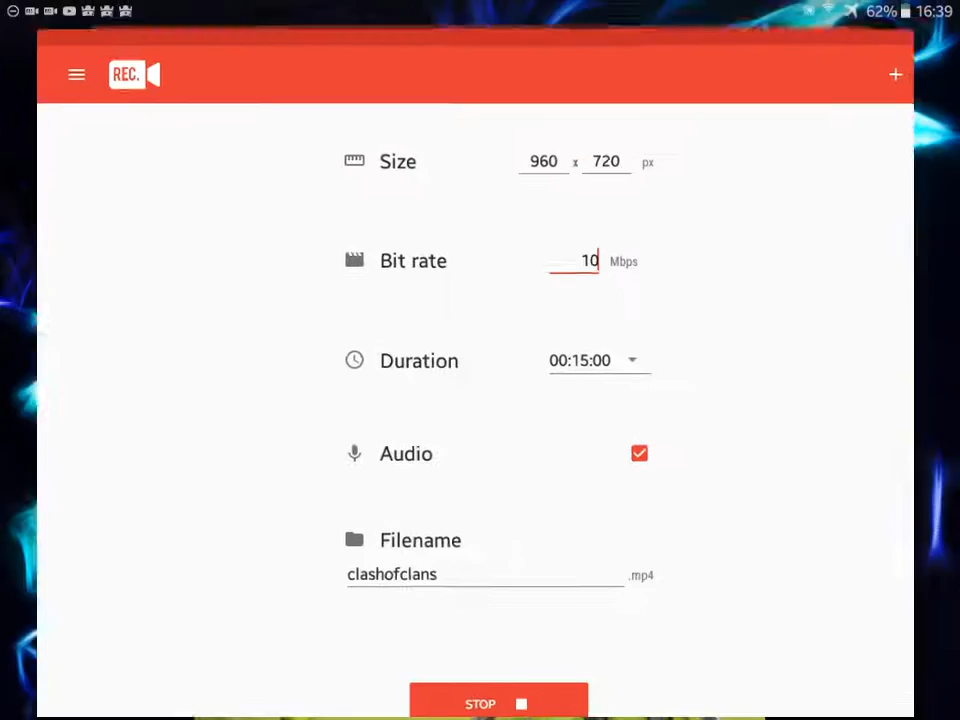 62% 16:39
REC.
Size 960 x 720 px
Bit rate 10 Mbps
Duration 00:15:00
Audio
Filename
clashofclans .mp4
STOP